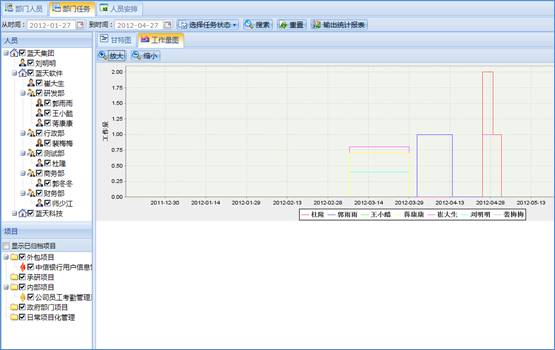 部门人员 部门任务 人员安排
从时间: 2012-01-27 到时间: 2012-04-27 选择任务状态 搜索 重置 输出统计报表
人员
蓝天集团
刘明明
蓝天软件
崔大生
研发部
郭雨雨
王小醋
蒋康康
行政部
裴梅梅
测试部
杜隆
商务部
郭冬冬
财务部
师少江
蓝天科技
项目
显示已归档项目
外包项目
中信银行用户信息
承研项目
内部项目
公司员工考勤管理
政府部门项目
日常项目化管理
甘特图 工作量图
放大 缩小
工作量
2.00
1.75
1.50
1.25
1.00
0.75
0.50
0.25
0.00
2011-12-30 2012-01-14 2012-01-29 2012-02-13 2012-02-28 2012-03-14 2012-03-29 2012-04-13 2012-04-28 2012-05-13
杜隆 郭雨雨 王小醋 蒋康康 崔大生 刘明明 裴梅梅